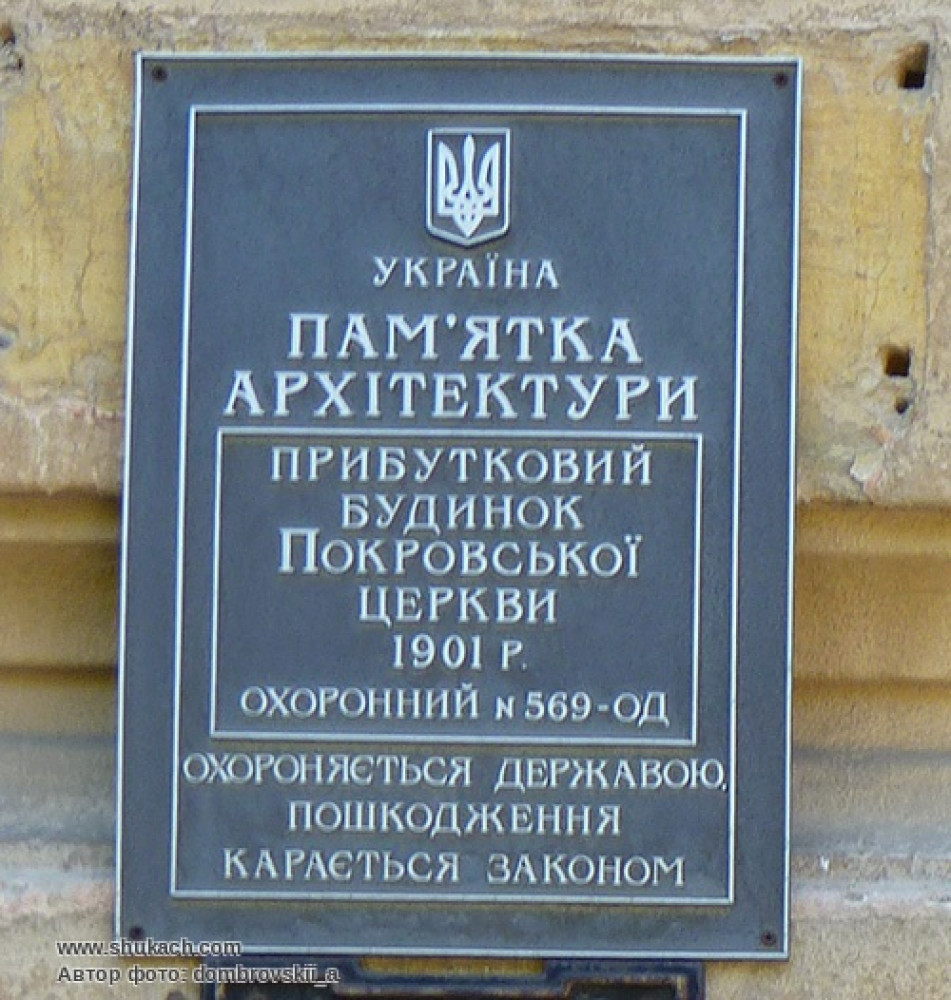 УКРАЇНА
ПАМ'ЯТКА
АРХІТЕКТУРИ
ПРИБУТКОВИЙ
БУДИНОК
ПОКРОВСЬКОЇ
ЦЕРКВИ
1901 Р.
ОХОРОННИЙ N 569-ОД
ОХОРОНЯЄТЬСЯ ДЕРЖАВОЮ,
ПОШКОДЖЕННЯ
КАРАЄТЬСЯ ЗАКОНОМ
www.shukach.com
Автор фото: dombrovskii_a